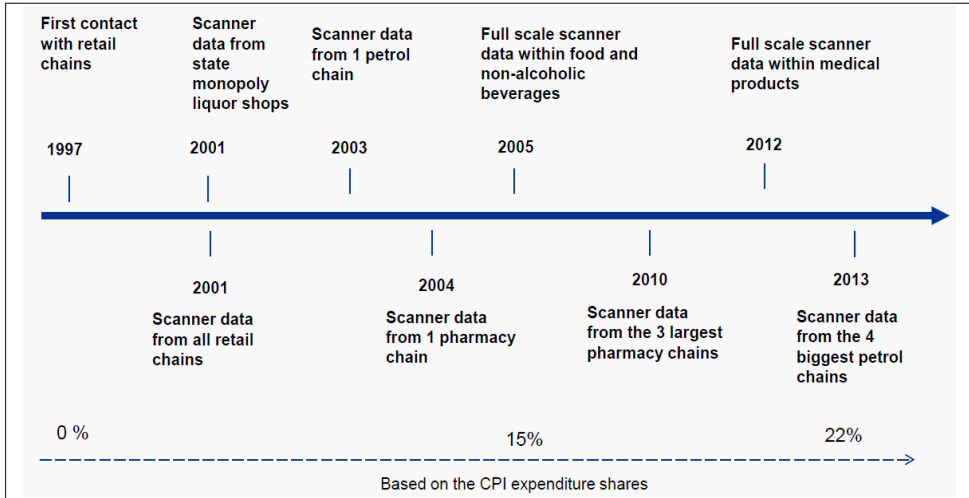 First contact
with retail
chains
1997
Scanner
data from
state
monopoly
liquor shops
2001
Scanner data
from 1 petrol
chain
2003
Full scale scanner
data within food and
non-alcoholic
beverages
2005
Full scale scanner
data within medical
products
2012
2001
Scanner data
from all retail
chains
2004
Scanner data
from 1 pharmacy
chain
2010
Scanner data
from the 3 largest
pharmacy chains
2013
Scanner data
from the 4
biggest petrol
chains
0 %
15%
22%
Based on the CPI expenditure shares